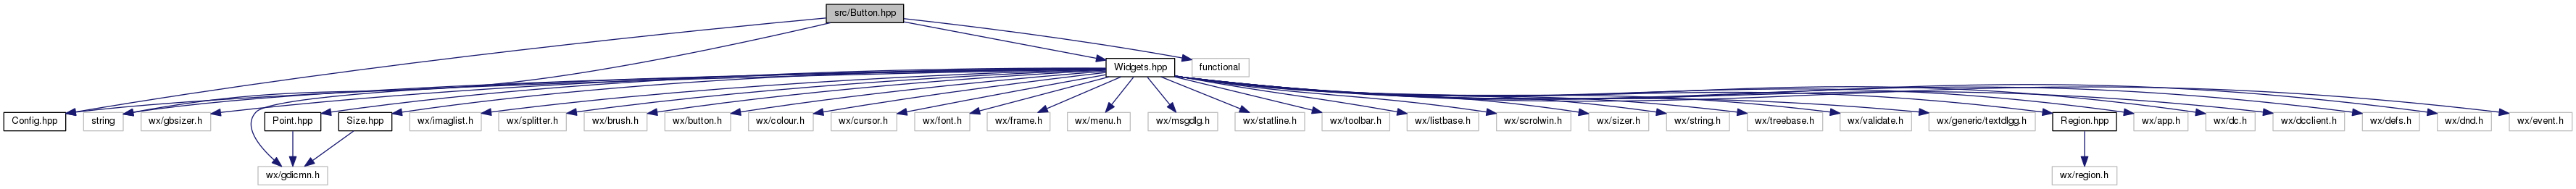 src/Button.hpp
Widgets.hpp
functional
Config.hpp
string
wx/gbsizer.h
Point.hpp
Size.hpp
wx/imaglist.h
wx/splitter.h
wx/brush.h
wx/button.h
wx/colour.h
wx/cursor.h
wx/font.h
wx/frame.h
wx/menu.h
wx/msgdlg.h
wx/statline.h
wx/toolbar.h
wx/listbase.h
wx/scrolwin.h
wx/sizer.h
wx/string.h
wx/treebase.h
wx/validate.h
wx/generic/textdlgg.h
Region.hpp
wx/app.h
wx/dc.h
wx/dcclient.h
wx/defs.h
wx/dnd.h
wx/event.h
wx/gdicmn.h
wx/region.h